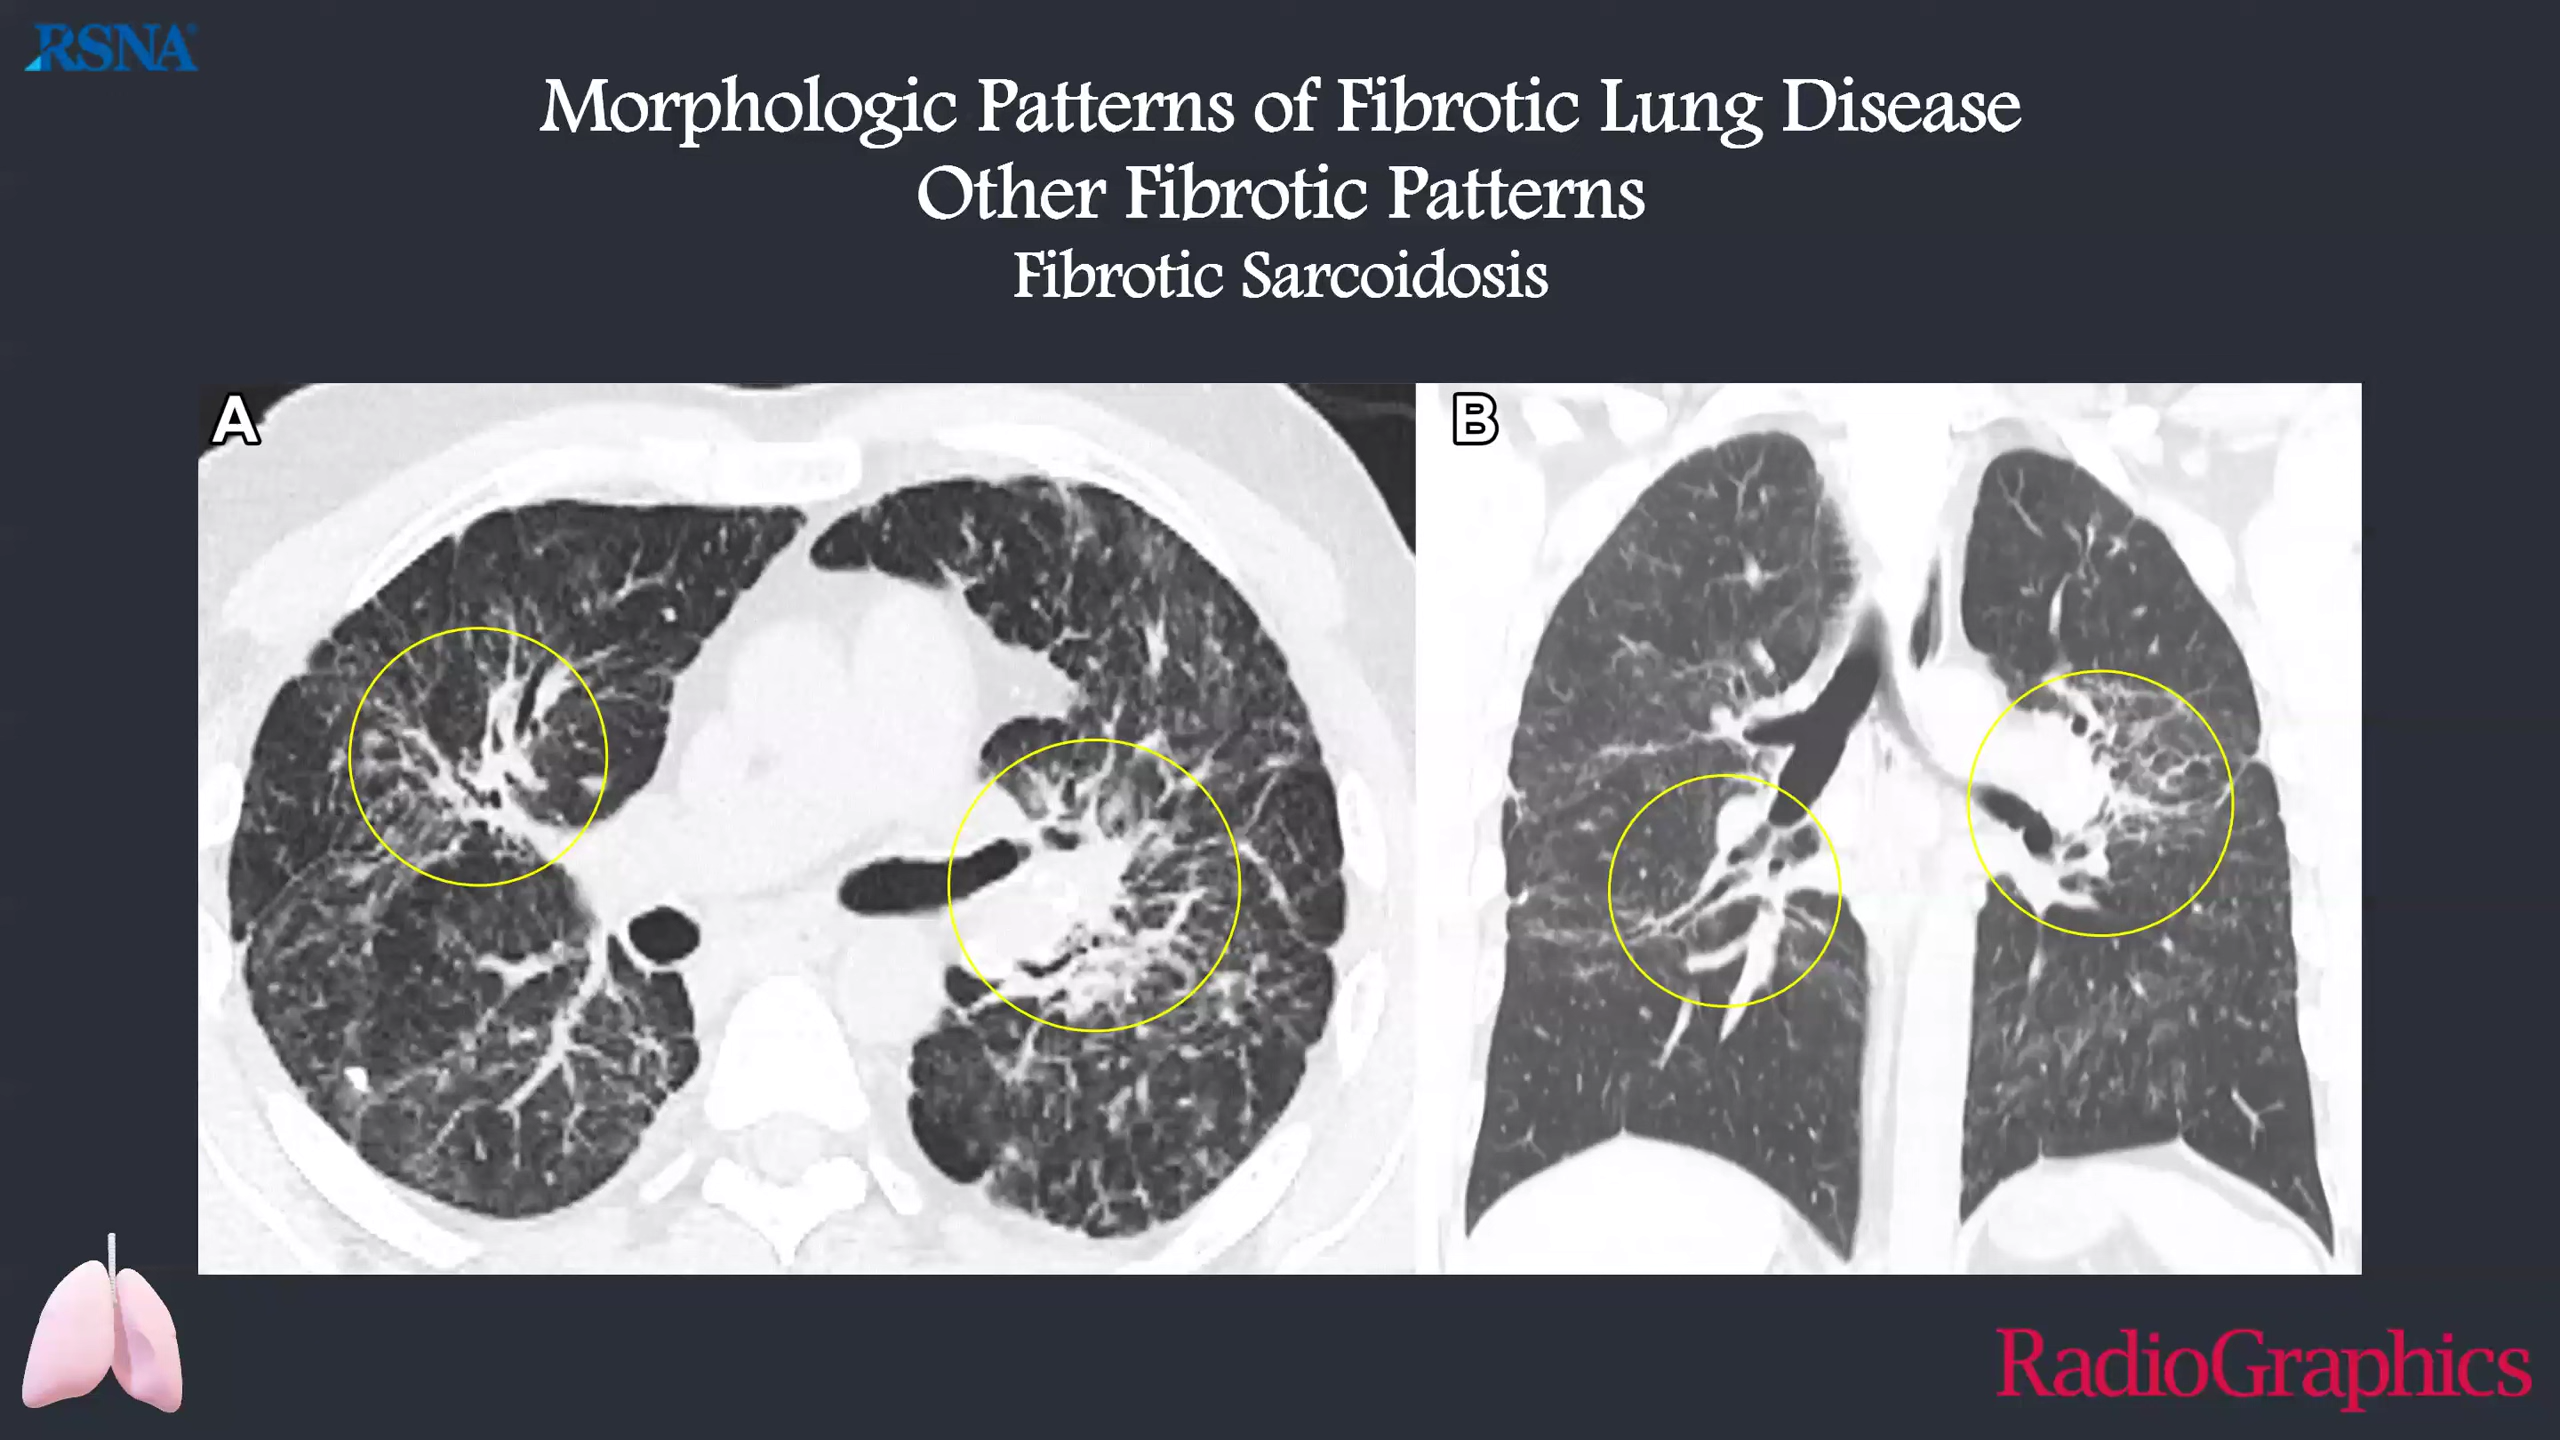 RSNA
Morphologic Patterns of Fibrotic Lung Disease
Other Fibrotic Patterns
Fibrotic Sarcoidosis
A
B
RadioGraphics